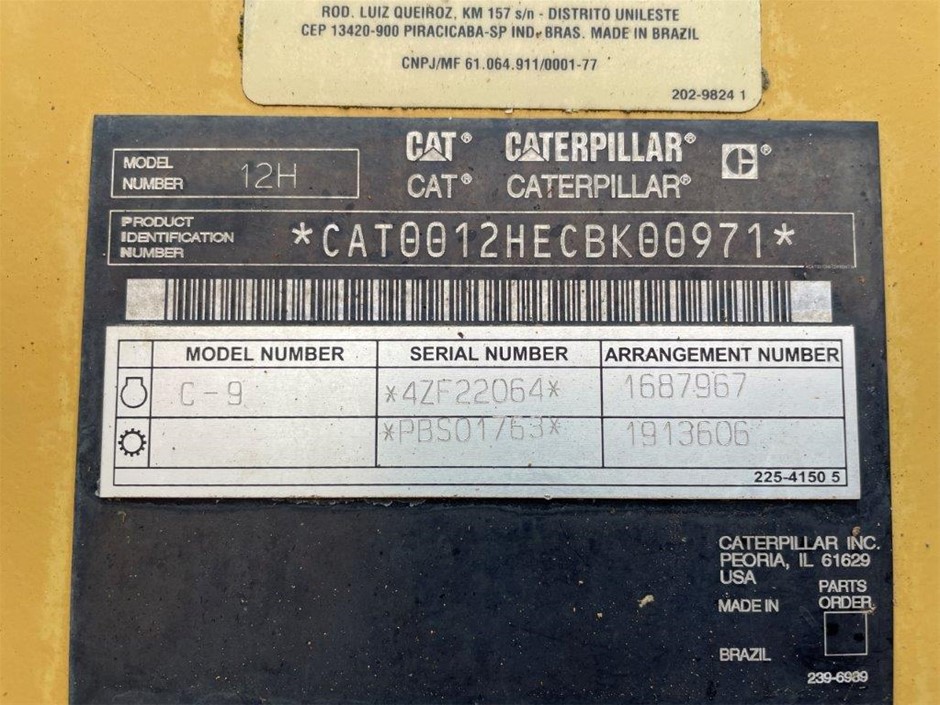 ROD. LUIZ QUEIROZ, KM 157 s/n - DISTRITO UNILESTE
CEP 13420-900 PIRACICABA-SP IND. BRAS. MADE IN BRAZIL
CNPJ/MF 61.064.911/0001-77
202-9824 1
MODEL NUMBER 12H
CAT® CATERPILLAR® ®
CAT® CATERPILLAR®
PRODUCT
IDENTIFICATION
NUMBER
*CAT0012HECBK00971*
MODEL NUMBER SERIAL NUMBER ARRANGEMENT NUMBER
C-9 *4ZF22064* 1687967
*PBS01763* 1913606
225-4150 5
CATERPILLAR INC.
PEORIA, IL 61629
USA
PARTS
MADE IN ORDER
BRAZIL
239-6939